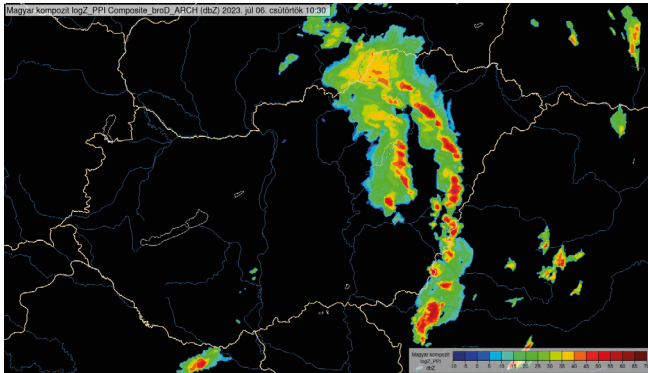 Magyar kompozit logZ_PPI Composite_broD_ARCH (dbZ) 2023. júl 06. csütörtök 10:30
Magyar kompozit
logZ_PPI
dbZ
-10 -5 0 5 10 15 20 25 30 35 40 45 50 55 60 65 70